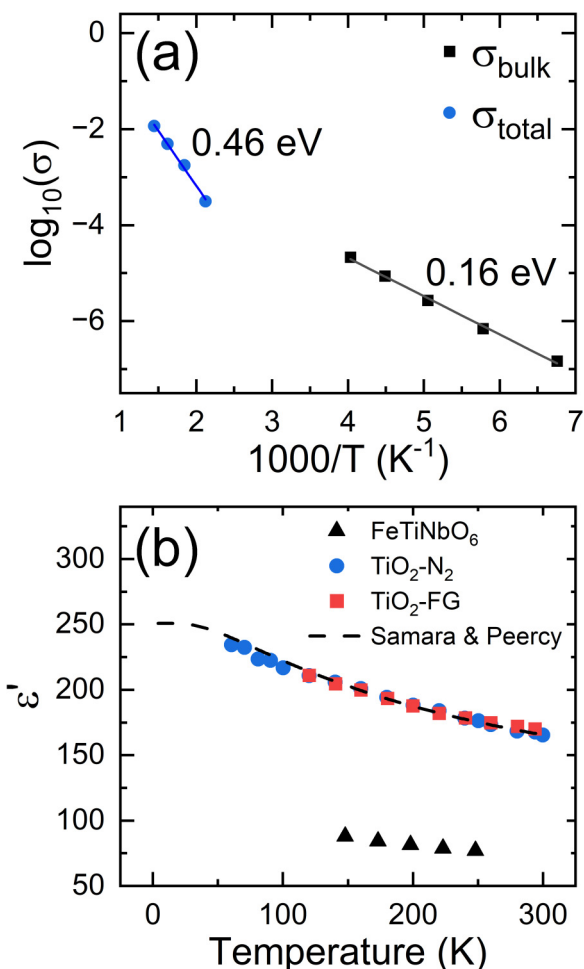 (a)
σbulk
σtotal
0.46 eV
0.16 eV
log10(σ)
0
−2
−4
−6
1 2 3 4 5 6 7
1000/T (K-1)
(b)
FeTiNbO6
TiO2-N2
TiO2-FG
Samara & Peercy
ε'
300
250
200
150
100
50
0 100 200 300
Temperature (K)